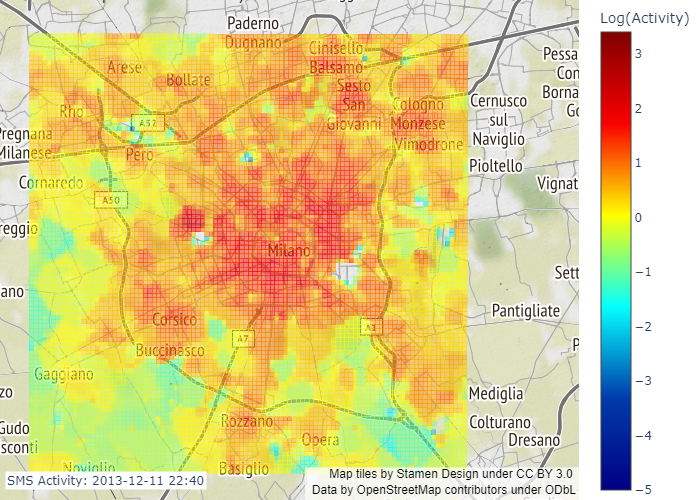 Log(Activity)
3
2
1
0
−1
−2
−3
−4
−5
Paderno
Dugnano
Cinisello
Balsamo
Arese
Bollate
Sesto
San
Giovanni
Rho
Cologno
Monzese
Cernusco
sul
Naviglio
Pessa
Con
Borna
Go
A52
Pregnana
Milanese
Pero
Vimodrone
Pioltello
Cornaredo
Vignat
A50
reggio
Milano
Sett
ano
Corsico
Pantigliate
A7
A1
Buccinasco
P
Gaggiano
zo
Mediglia
Rozzano
Colturano
Gudo
sconti
Opera
Dresano
Noviglio
Basiglio
SMS Activity: 2013-12-11 22:40
Map tiles by Stamen Design under CC BY 3.0
Data by OpenStreetMap contributors under ODbL